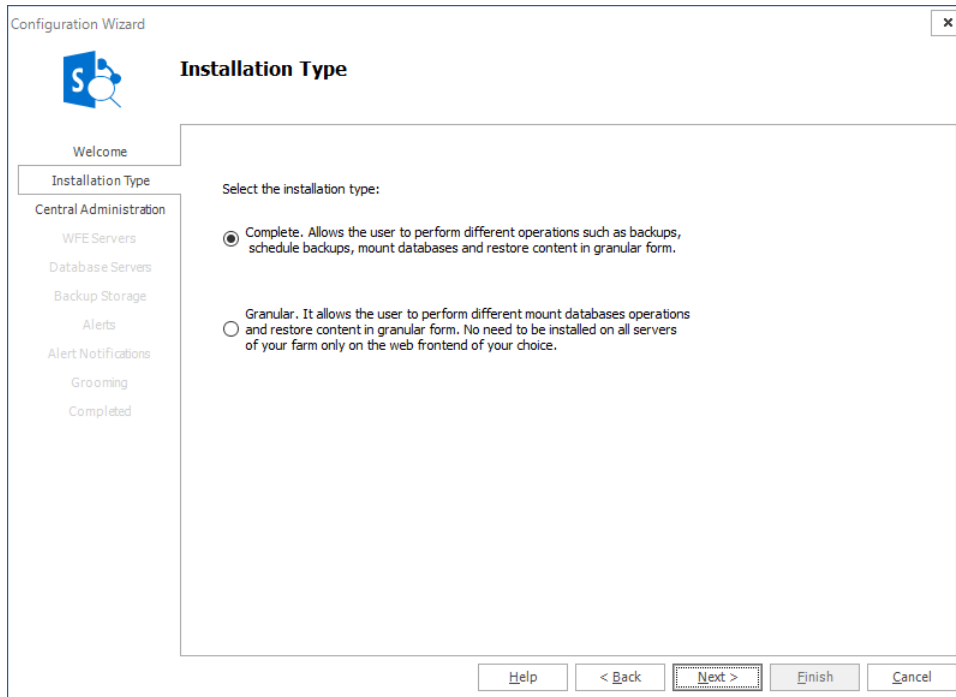 Configuration Wizard
S
Installation Type
Welcome
Installation Type
Central Administration
WFE Servers
Database Servers
Backup Storage
Alerts
Alert Notifications
Grooming
Completed
Select the installation type:
Complete. Allows the user to perform different operations such as backups,
schedule backups, mount databases and restore content in granular form.
Granular. It allows the user to perform different mount databases operations
and restore content in granular form. No need to be installed on all servers
of your farm only on the web frontend of your choice.
Help
< Back
Next >
Finish
Cancel